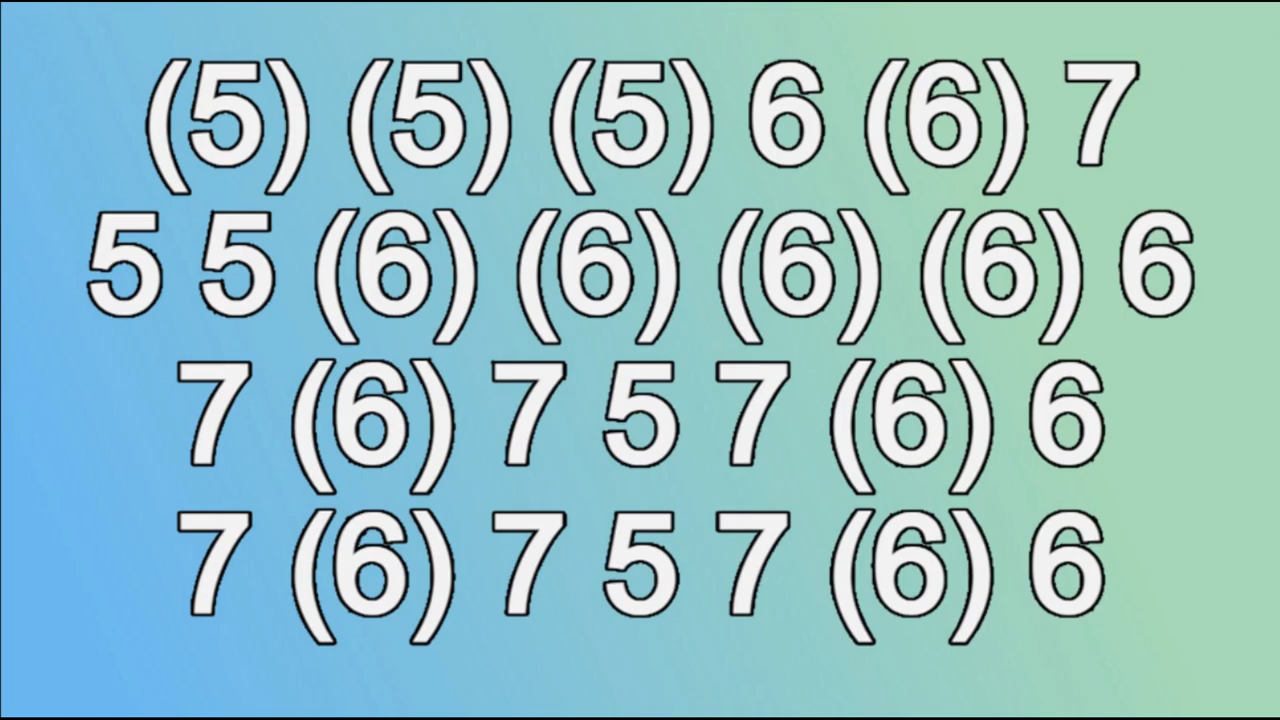 (5) (5) (5) 6 (6) 7
5 5 (6) (6) (6) (6) 6
7 (6) 7 5 7 (6) 6
7 (6) 7 5 7 (6) 6